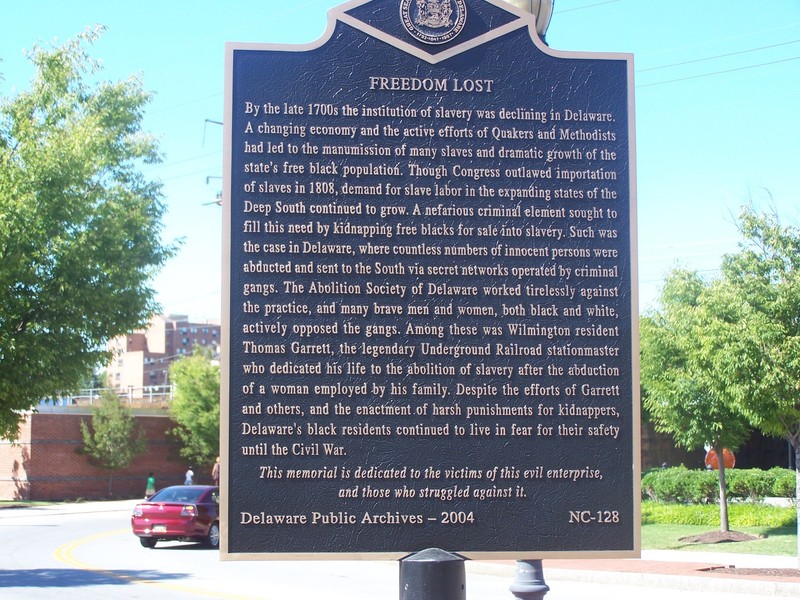 FREEDOM LOST
By the late 1700s the institution of slavery was declining in Delaware.
A changing economy and the active efforts of Quakers and Methodists
had led to the manumission of many slaves and dramatic growth of the
state's free black population. Though Congress outlawed importation
of slaves in 1808, demand for slave labor in the expanding states of the
Deep South continued to grow. A nefarious criminal element sought to
fill this need by kidnapping free blacks for sale into slavery. Such was
the case in Delaware, where countless numbers of innocent persons were
abducted and sent to the South via secret networks operated by criminal
gangs. The Abolition Society of Delaware worked tirelessly against
the practice, and many brave men and women, both black and white,
actively opposed the gangs. Among these was Wilmington resident
Thomas Garrett, the legendary Underground Railroad stationmaster
who dedicated his life to the abolition of slavery after the abduction
of a woman employed by his family. Despite the efforts of Garrett
and others, and the enactment of harsh punishments for kidnappers,
Delaware's black residents continued to live in fear for their safety
until the Civil War.
This memorial is dedicated to the victims of this evil enterprise,
and those who struggled against it.
Delaware Public Archives – 2004 NC-128